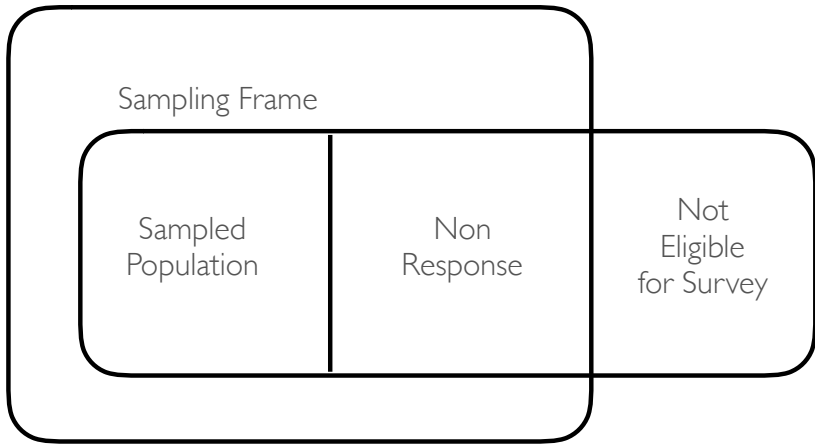 Sampling Frame
Sampled
Population
Non
Response
Not
Eligible
for Survey